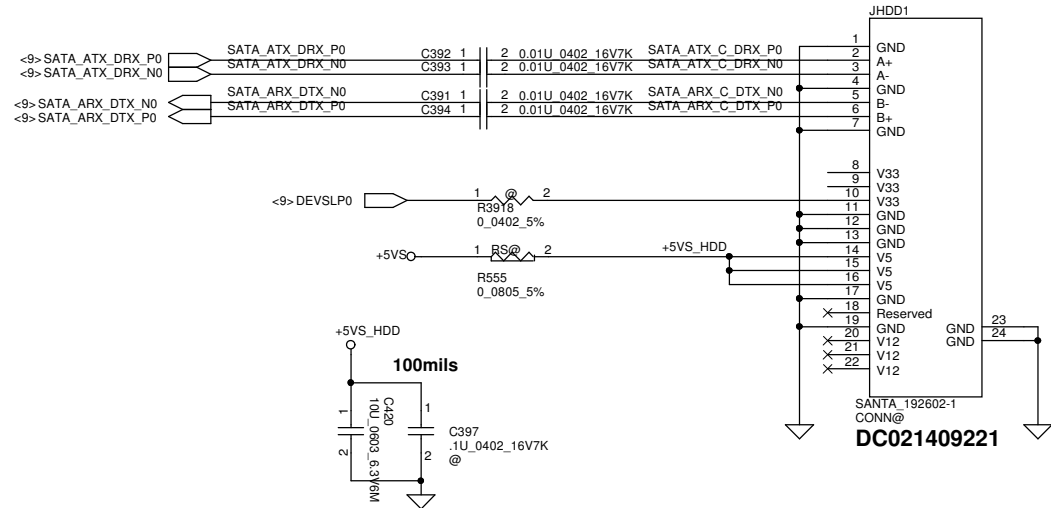 JHDD1
<9> SATA_ATX_DRX_P0 SATA_ATX_DRX_P0 C392 1 2 0.01U_0402_16V7K SATA_ATX_C_DRX_P0
<9> SATA_ATX_DRX_N0 SATA_ATX_DRX_N0 C393 1 2 0.01U_0402_16V7K SATA_ATX_C_DRX_N0
<9> SATA_ARX_DTX_N0 SATA_ARX_DTX_N0 C391 1 2 0.01U_0402_16V7K SATA_ARX_C_DTX_N0
<9> SATA_ARX_DTX_P0 SATA_ARX_DTX_P0 C394 1 2 0.01U_0402_16V7K SATA_ARX_C_DTX_P0
1 GND
2 A+
3 A-
4 GND
5 B-
6 B+
7 GND
8 V33
9 V33
10 V33
11 GND
12 GND
13 GND
14 V5
15 V5
16 V5
17 GND
18 Reserved
19 GND
20 V12
21 V12
22 V12
GND 23
GND 24
<9> DEVSLP0 1 @ 2
R3918
0_0402_5%
+5VS 1 RS@ 2 +5VS_HDD
R555
0_0805_5%
+5VS_HDD
100mils
1
2
C420
10U_0603_6.3V6M
1
2
C397
.1U_0402_16V7K
@
SANTA_192602-1
CONN@
DC021409221